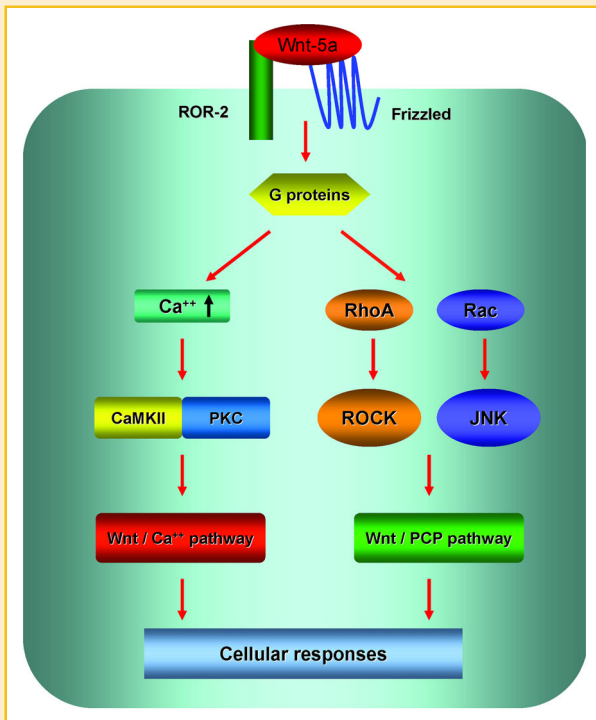 Wnt-5a
ROR-2
Frizzled
G proteins
Ca⁺⁺
RhoA
Rac
CaMKII
PKC
ROCK
JNK
Wnt / Ca⁺⁺ pathway
Wnt / PCP pathway
Cellular responses